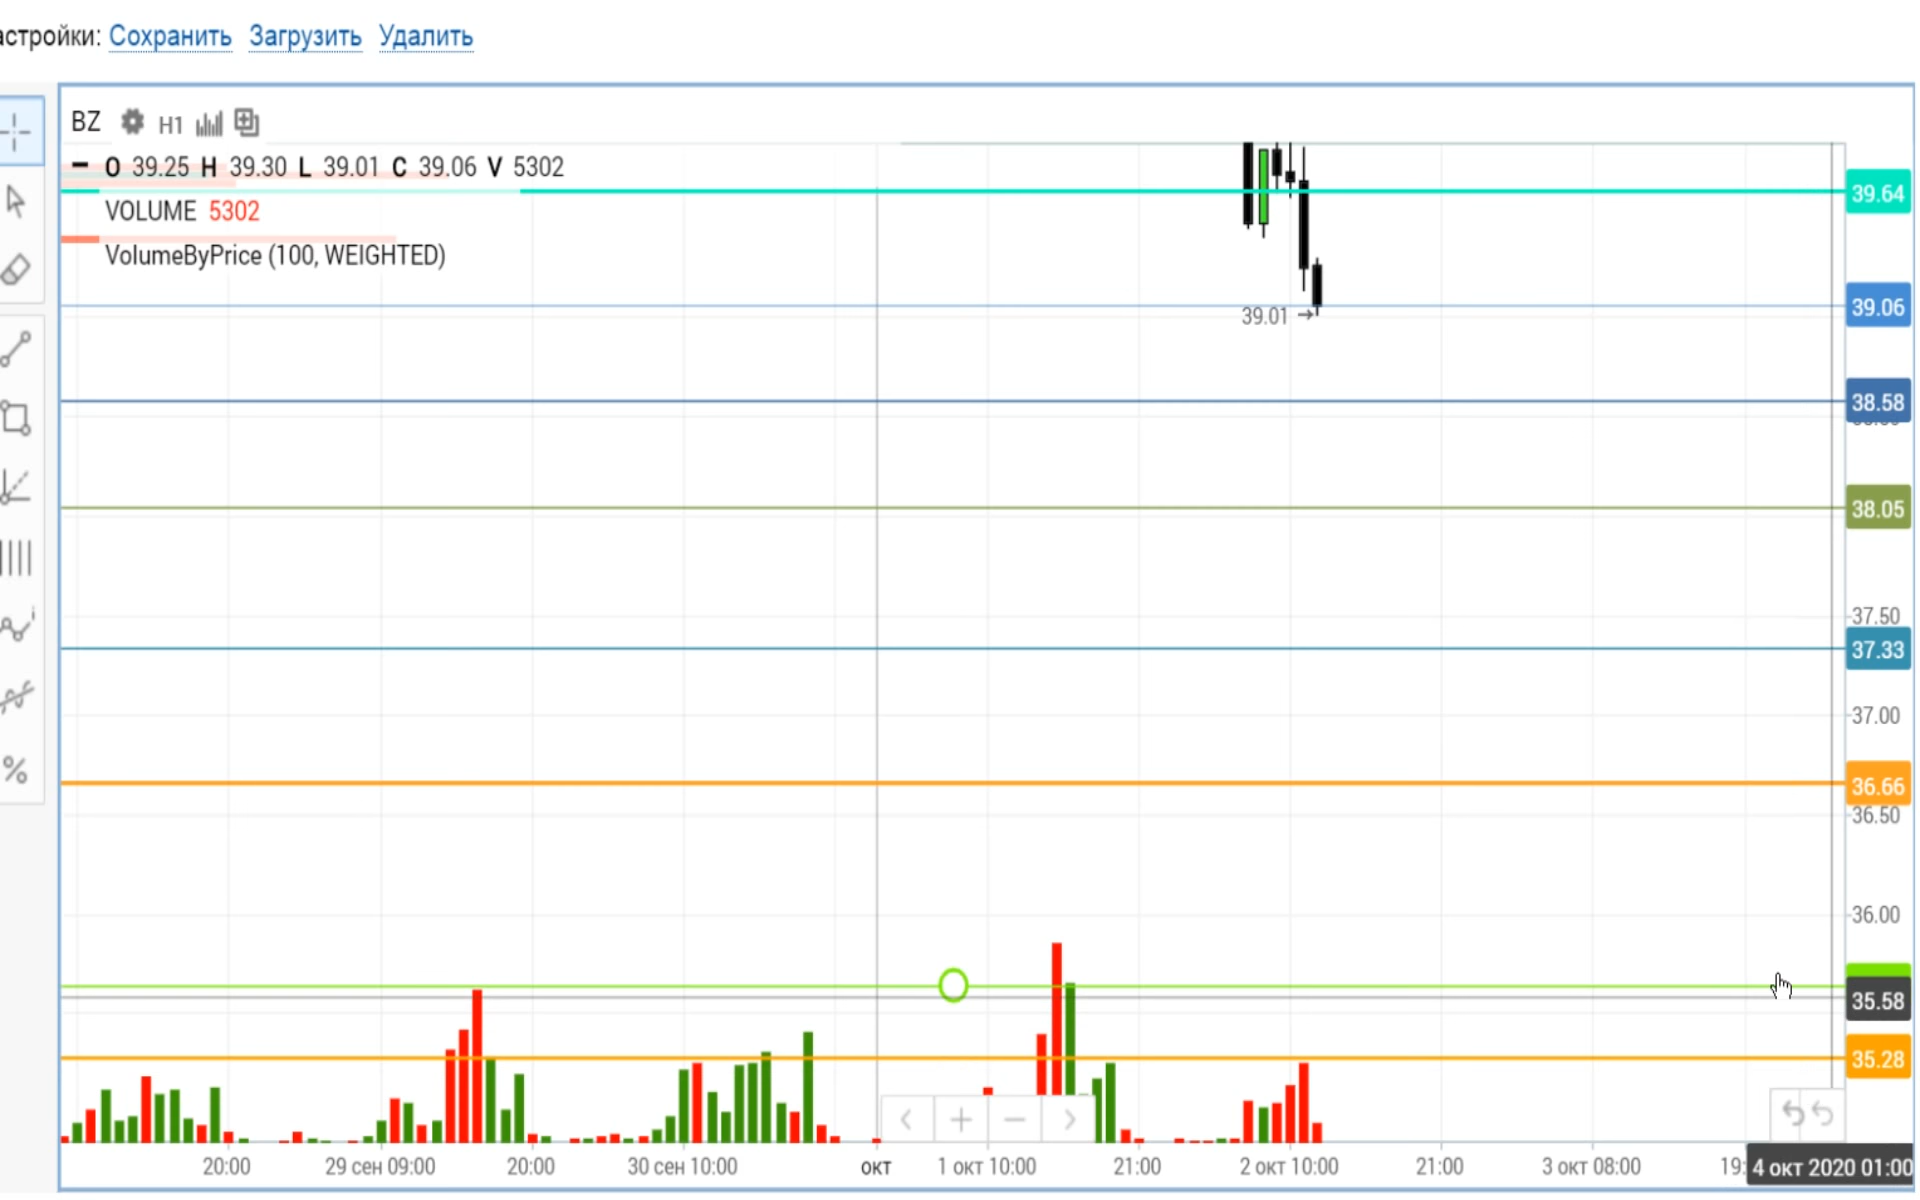 астройки: Сохранить Загрузить Удалить
BZ H1
O 39.25 H 39.30 L 39.01 C 39.06 V 5302
VOLUME 5302
VolumeByPrice (100, WEIGHTED)
39.64
39.06
39.01
38.58
38.05
37.50
37.33
37.00
36.66
36.50
36.00
35.58
35.28
20:00 29 сен 09:00 20:00 30 сен 10:00 окт 1 окт 10:00 21:00 2 окт 10:00 21:00 3 окт 08:00 19: 4 окт 2020 01:00